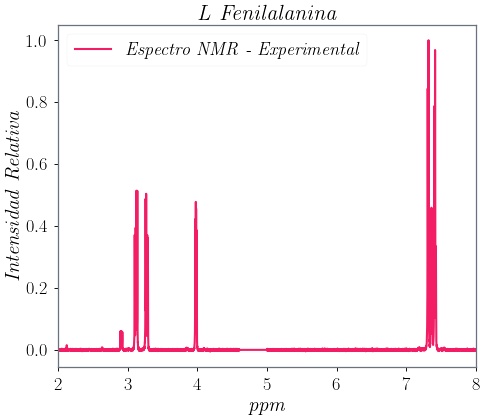 L Fenilalanina
Espectro NMR - Experimental
Intensidad Relativa
1.0
0.8
0.6
0.4
0.2
0.0
2 3 4 5 6 7 8
ppm